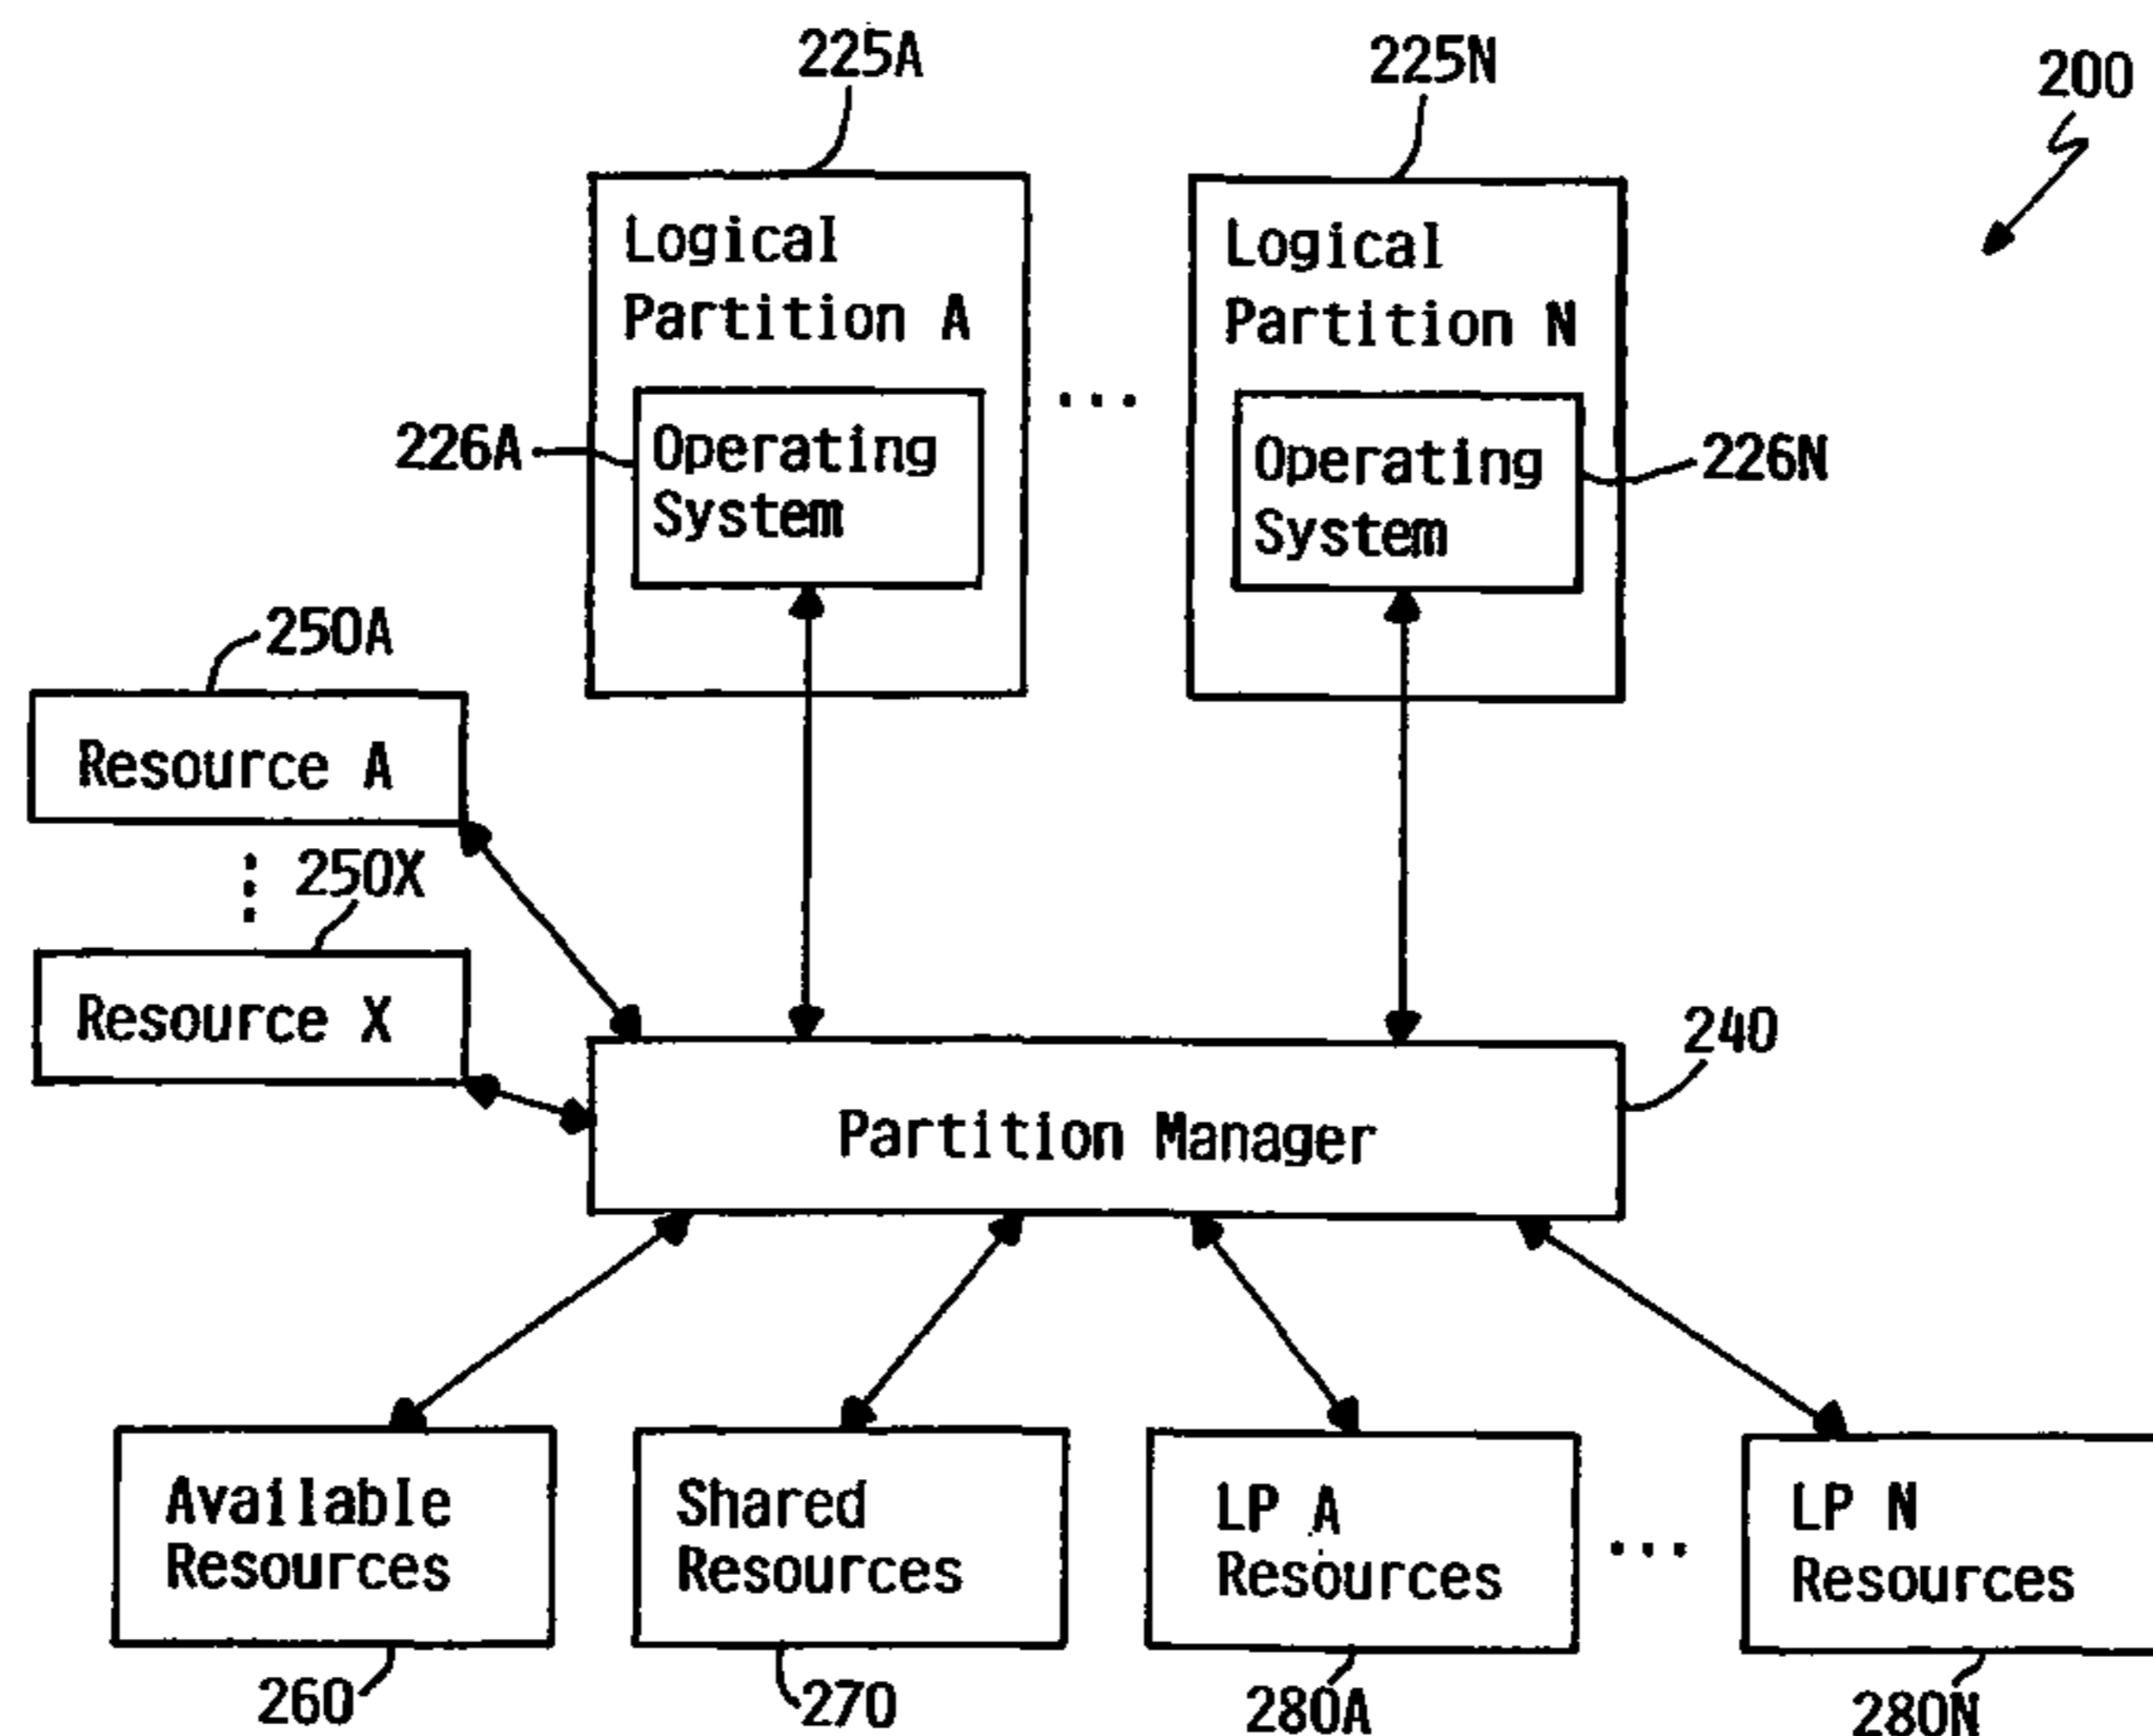 225A
225N
200
Logical
Partition A
Logical
Partition N
226A
Operating
System
...
Operating
System
226N
250A
Resource A
250X
Resource X
240
Partition Manager
Available
Resources
Shared
Resources
LP A
Resources
...
LP N
Resources
260
270
280A
280N